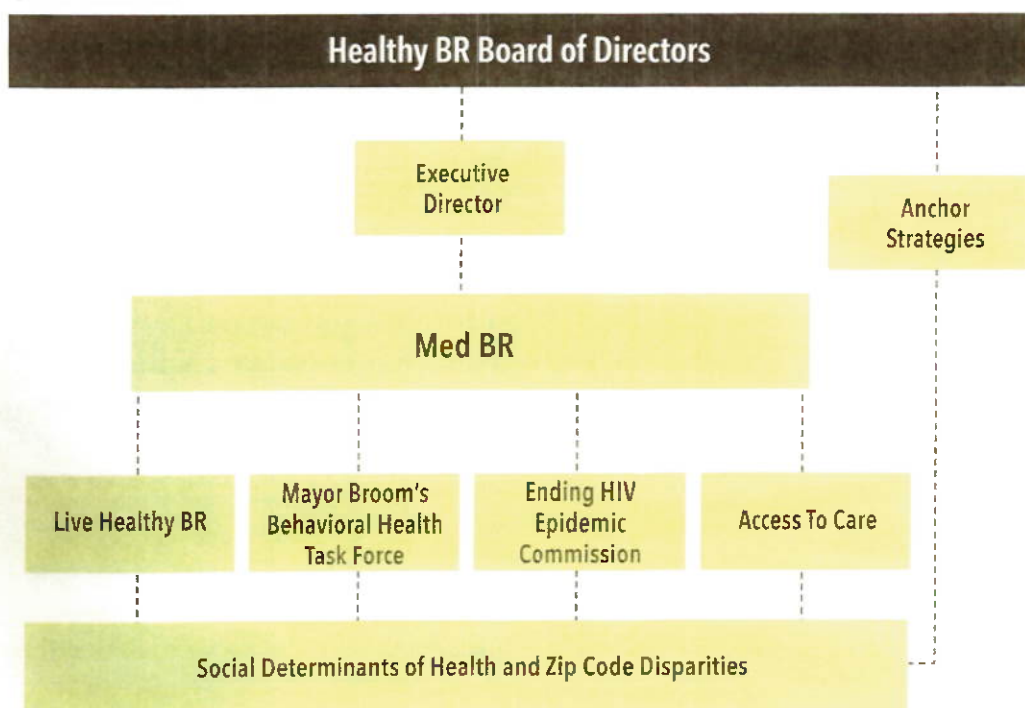 Healthy BR Board of Directors
Executive
Director
Anchor
Strategies
Med BR
Live Healthy BR
Mayor Broom's
Behavioral Health
Task Force
Ending HIV
Epidemic
Commission
Access To Care
Social Determinants of Health and Zip Code Disparities